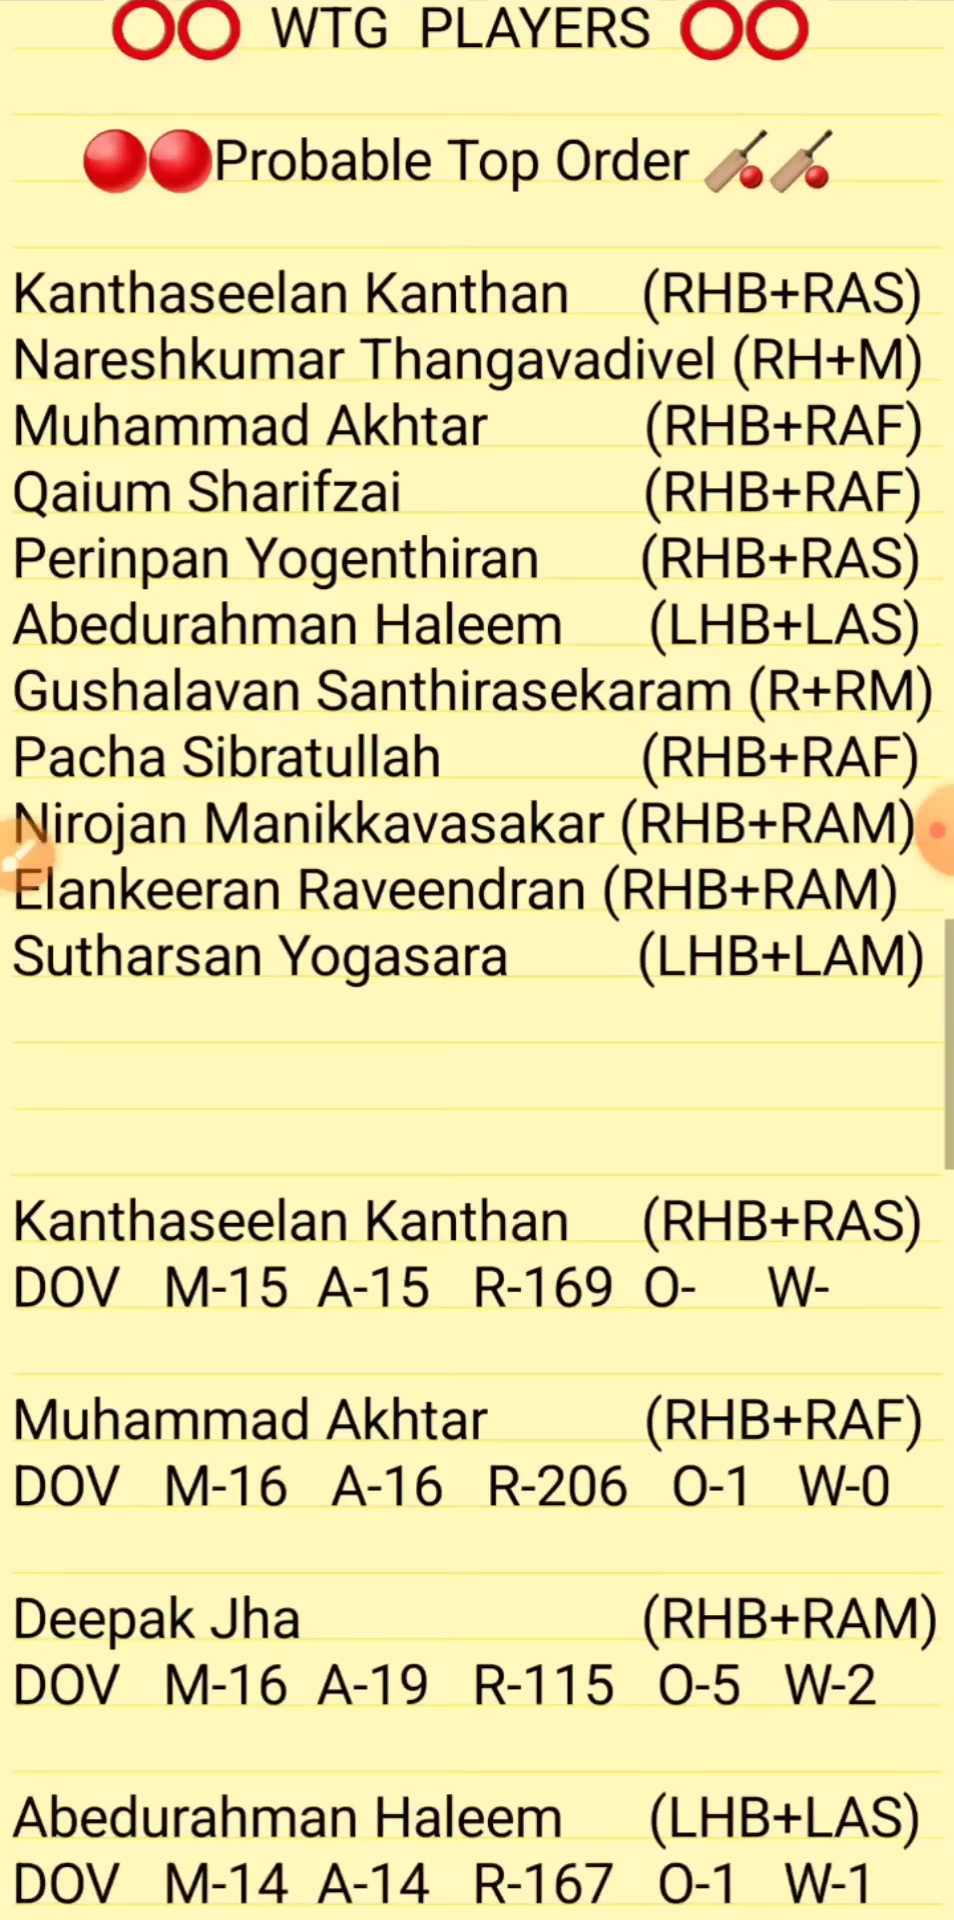 ⭕⭕ WTG PLAYERS ⭕⭕
🔴🔴Probable Top Order 🏏🏏
Kanthaseelan Kanthan (RHB+RAS)
Nareshkumar Thangavadivel (RH+M)
Muhammad Akhtar (RHB+RAF)
Qaium Sharifzai (RHB+RAF)
Perinpan Yogenthiran (RHB+RAS)
Abedurahman Haleem (LHB+LAS)
Gushalavan Santhirasekaram (R+RM)
Pacha Sibratullah (RHB+RAF)
Nirojan Manikkavasakar (RHB+RAM)
Elankeeran Raveendran (RHB+RAM)
Sutharsan Yogasara (LHB+LAM)
Kanthaseelan Kanthan (RHB+RAS)
DOV M-15 A-15 R-169 O- W-
Muhammad Akhtar (RHB+RAF)
DOV M-16 A-16 R-206 O-1 W-0
Deepak Jha (RHB+RAM)
DOV M-16 A-19 R-115 O-5 W-2
Abedurahman Haleem (LHB+LAS)
DOV M-14 A-14 R-167 O-1 W-1